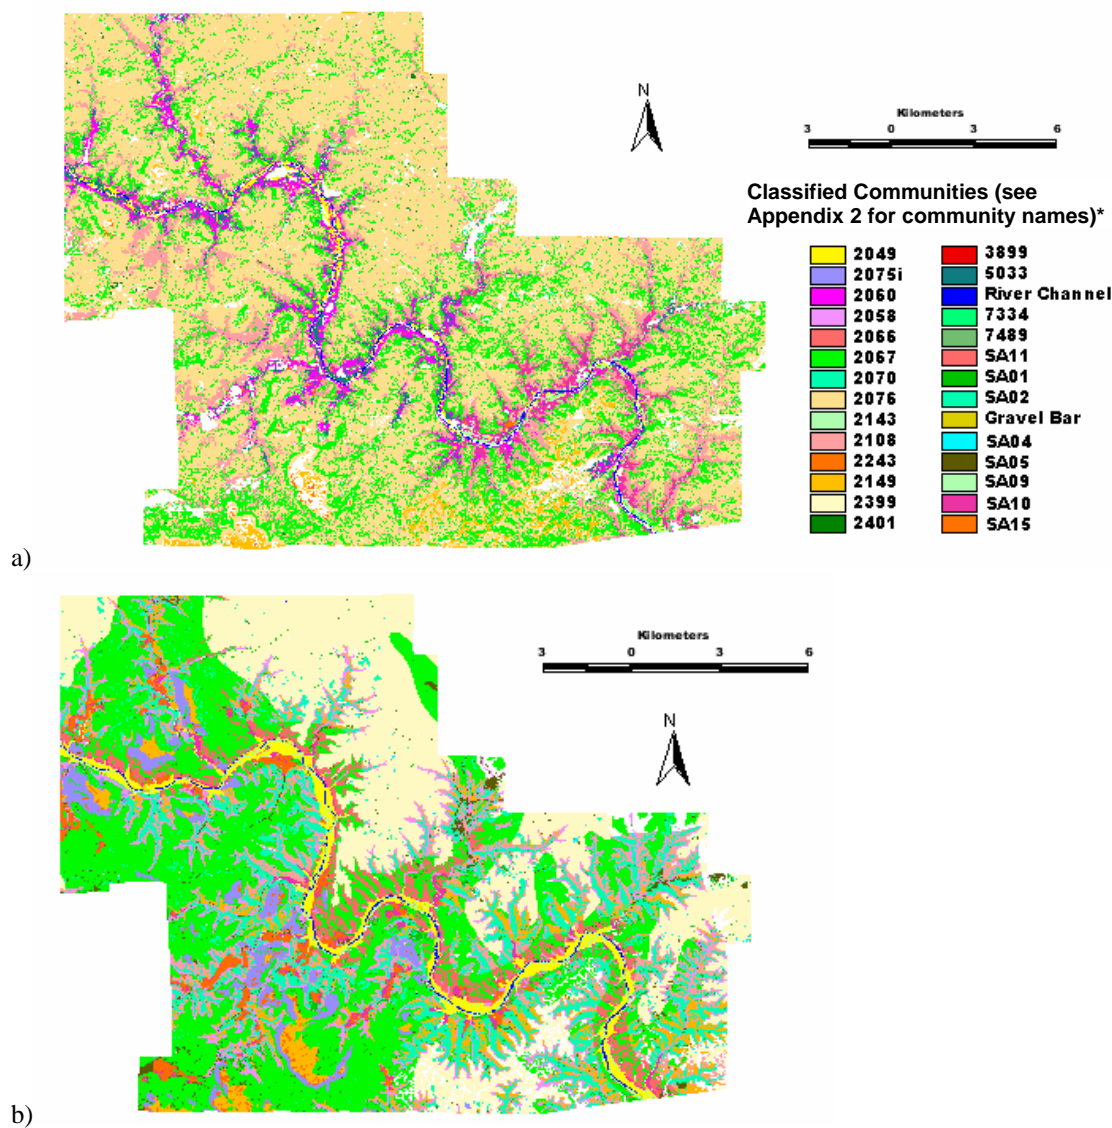 N
Kilometers
3 0 3 6
Classified Communities (see
Appendix 2 for community names)*
2049 3899
2075i 5033
2060 River Channel
2058 7334
2066 7489
2067 SA11
2070 SA01
2076 SA02
2143 Gravel Bar
2108 SA04
2243 SA05
2149 SA09
2399 SA10
2401 SA15
a)
Kilometers
3 0 3 6
N
b)